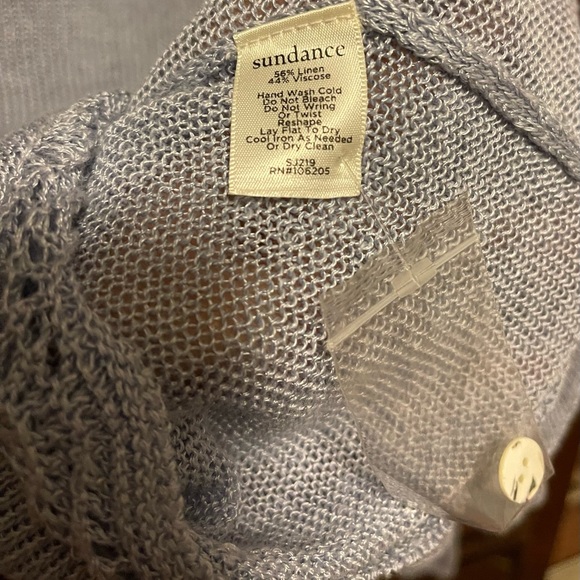 sundance
56% Linen
44% Viscose
Hand Wash Cold
Do Not Bleach
Do Not Wring
Or Twist
Reshape
Lay Flat To Dry
Cool Iron As Needed
Or Dry Clean
SJ219
RN#106205